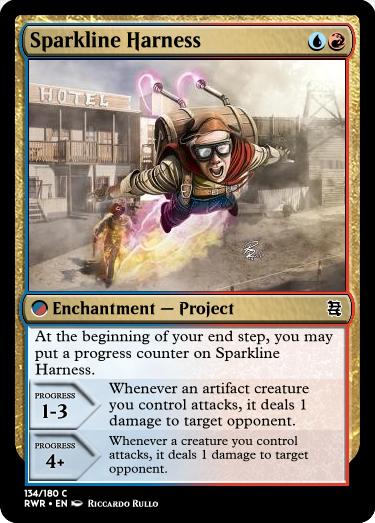 Sparkline Harness
HOTEL
Enchantment — Project
At the beginning of your end step, you may
put a progress counter on Sparkline
Harness.
PROGRESS
1-3
Whenever an artifact creature
you control attacks, it deals 1
damage to target opponent.
PROGRESS
4+
Whenever a creature you control
attacks, it deals 1 damage to target
opponent.
134/180 C
RWR • EN Riccardo Rullo